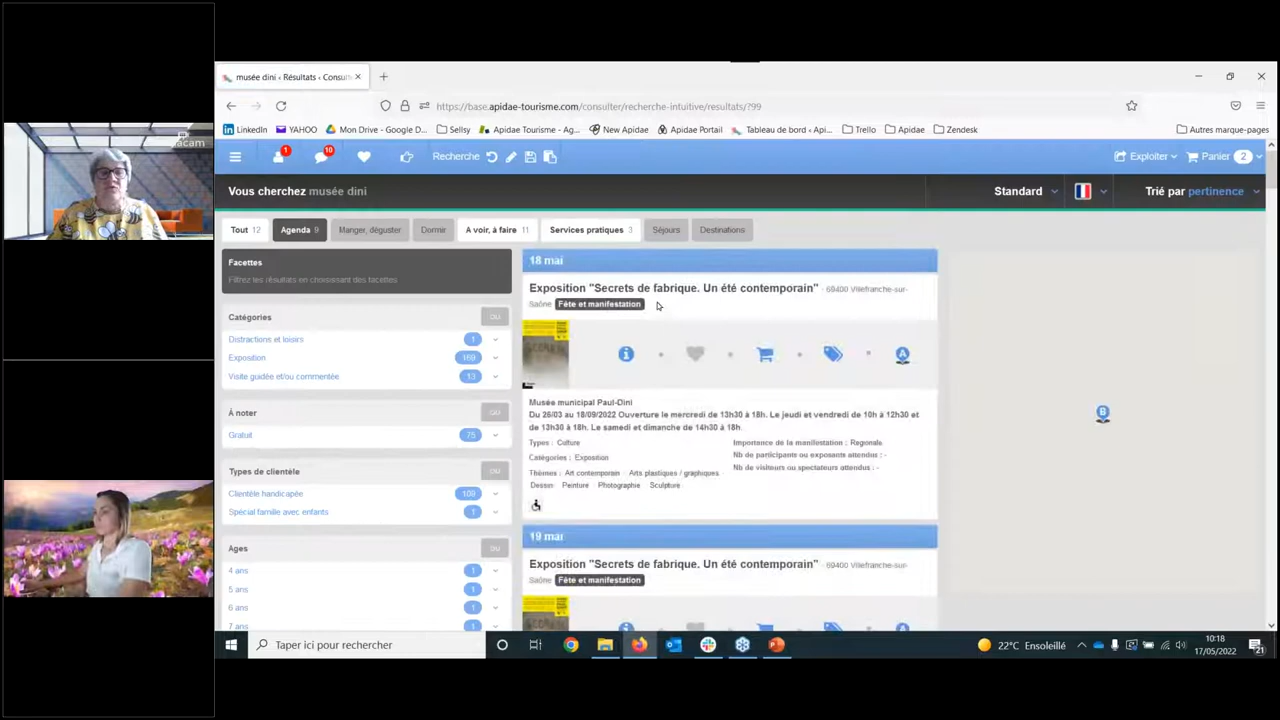 acam
musée dini ‹ Résultats ‹ Consult
https://base.apidae-tourisme.com/consulter/recherche-intuitive/resultats/?99
LinkedIn YAHOO Mon Drive - Google D... Sellsy Apidae Tourisme - Ag... New Apidae Apidae Portail Tableau de bord ‹ Api... Trello Apidae Zendesk Autres marque-pages
1 10 Recherche Exploiter Panier 2
Vous cherchez musée dini Standard Trié par pertinence
Tout 12 Agenda 9 Manger, déguster Dormir A voir, à faire 11 Services pratiques 3 Séjours Destinations
Facettes
Filtrez les résultats en choisissant des facettes
Catégories OU
Distractions et loisirs 1
Exposition 169
Visite guidée et/ou commentée 13
À noter OU
Gratuit 75
Types de clientèle OU
Clientèle handicapée 109
Spécial famille avec enfants 1
Ages OU
4 ans 1
5 ans 1
6 ans 1
7 ans 1
18 mai
Exposition "Secrets de fabrique. Un été contemporain" - 69400 Villefranche-sur-
Saône Fête et manifestation
A
Musée municipal Paul-Dini
Du 26/03 au 18/09/2022 Ouverture le mercredi de 13h30 à 18h. Le jeudi et vendredi de 10h à 12h30 et
de 13h30 à 18h. Le samedi et dimanche de 14h30 à 18h.
Types : Culture Importance de la manifestation : Regionale
Catégories : Exposition Nb de participants ou exposants attendus : -
Thèmes : Art contemporain Arts plastiques / graphiques Nb de visiteurs ou spectateurs attendus : -
Dessin Peinture Photographie Sculpture
B
19 mai
Exposition "Secrets de fabrique. Un été contemporain" - 69400 Villefranche-sur-
Saône Fête et manifestation
Taper ici pour rechercher 22°C Ensoleillé 10:18
17/05/2022 21